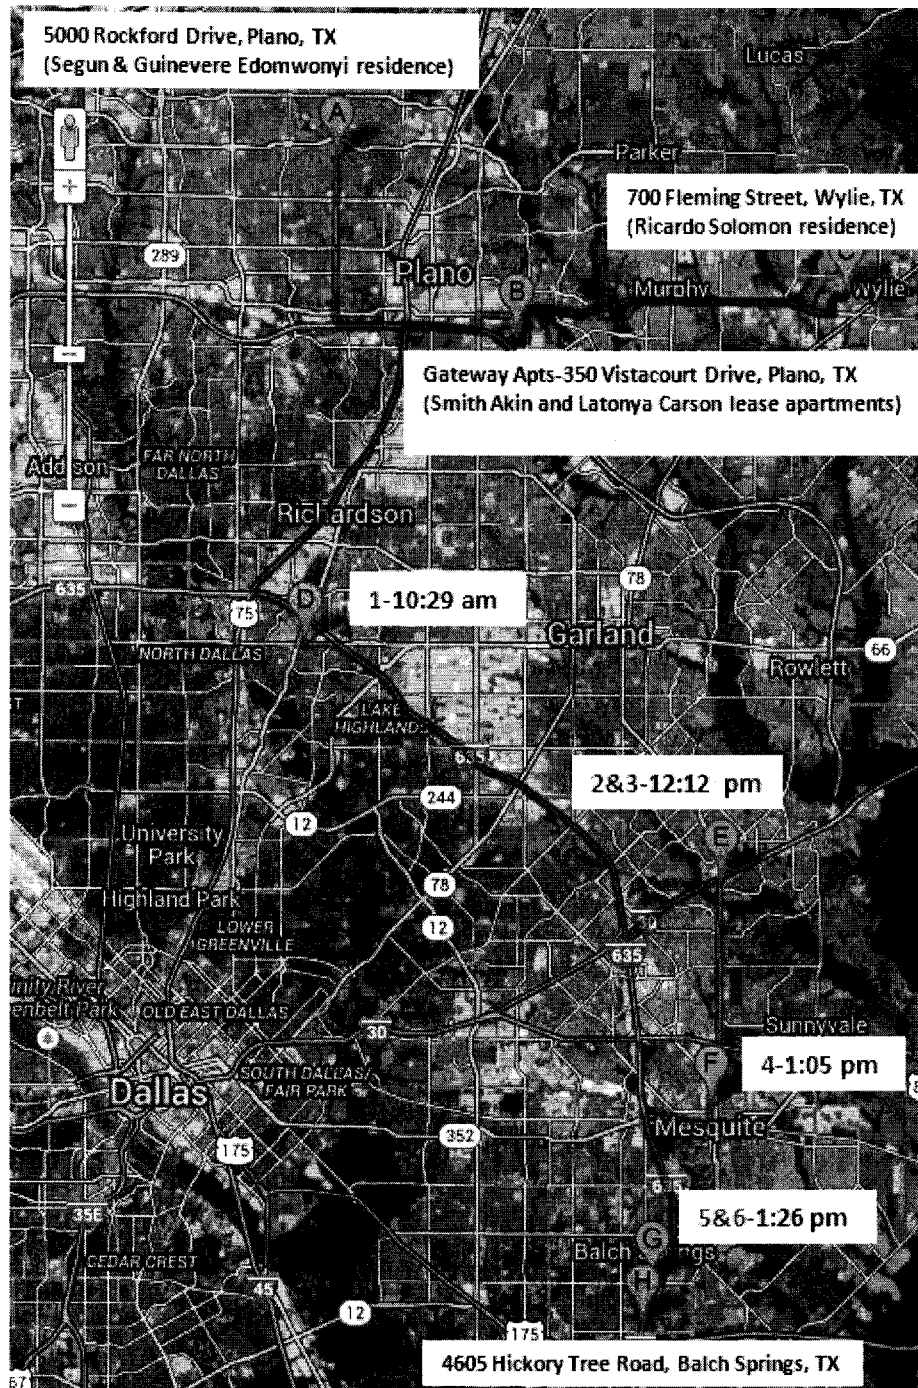 5000 Rockford Drive, Plano, TX
(Segun & Guinevere Edomwonyi residence)
Lucas
A
Parker
700 Fleming Street, Wylie, TX
(Ricardo Solomon residence)
289
Plano
B
Murphy
Wylie
Gateway Apts-350 Vistacourt Drive, Plano, TX
(Smith Akin and Latonya Carson lease apartments)
Addison
FAR NORTH
DALLAS
Richardson
635
75
D
1-10:29 am
78
Garland
NORTH DALLAS
66
Rowlett
LAKE
HIGHLANDS
635
2&3-12:12 pm
244
12
University
Park
E
Highland Park
78
12
LOWER
GREENVILLE
30
635
OLD EAST DALLAS
30
Sunnyvale
F
4-1:05 pm
Dallas
SOUTH DALLAS/
FAIR PARK
352
Mesquite
175
35E
5&6-1:26 pm
G
Balch Springs
CEDAR CREST
H
45
12
175
4605 Hickory Tree Road, Balch Springs, TX
67